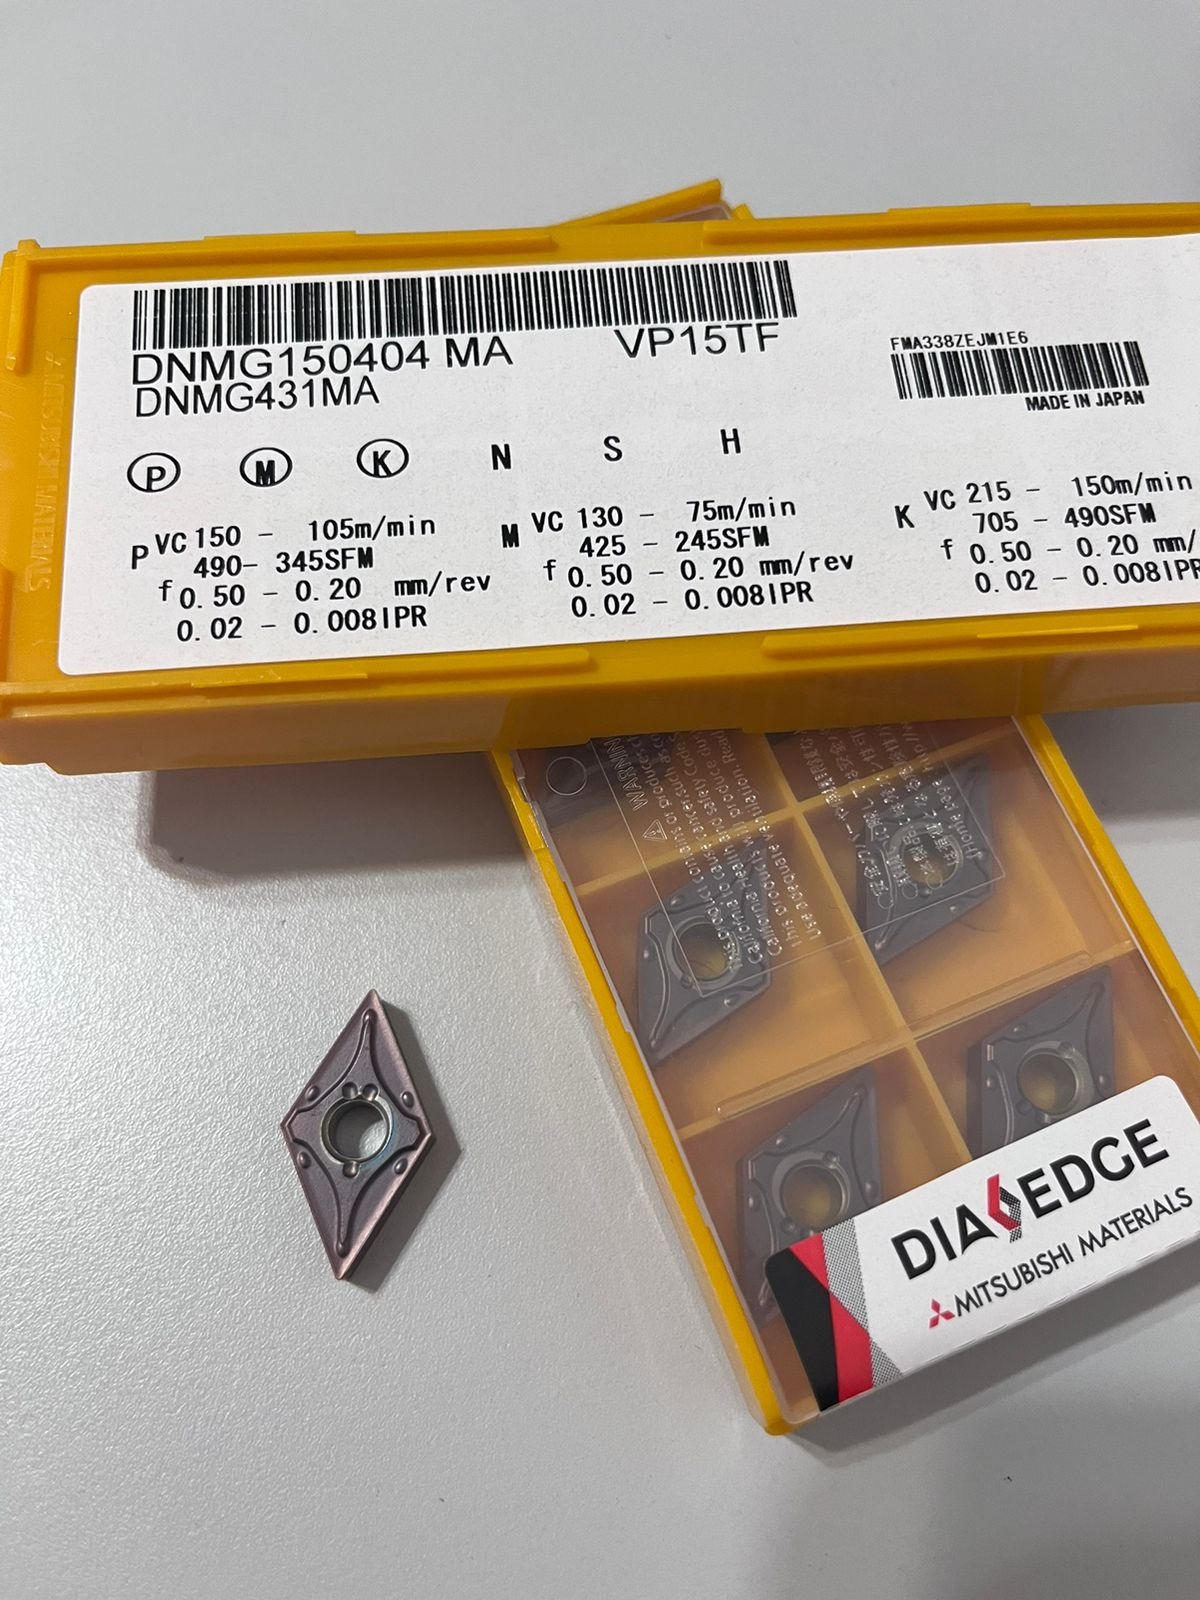 DNMG150404 MA VP15TF
DNMG431MA
FMA338ZEJM1E6
MADE IN JAPAN
P M K N S H
P VC 150 - 105m/min
490- 345SFM
f 0.50 - 0.20 mm/rev
0.02 - 0.008IPR
M VC 130 - 75m/min
425 - 245SFM
f 0.50 - 0.20 mm/rev
0.02 - 0.008IPR
K VC 215 - 150m/min
705 - 490SFM
f 0.50 - 0.20 mm/
0.02 - 0.008IPR
MITSUBISHI MATERIALS
WARNING
DIAEDGE
MITSUBISHI MATERIALS